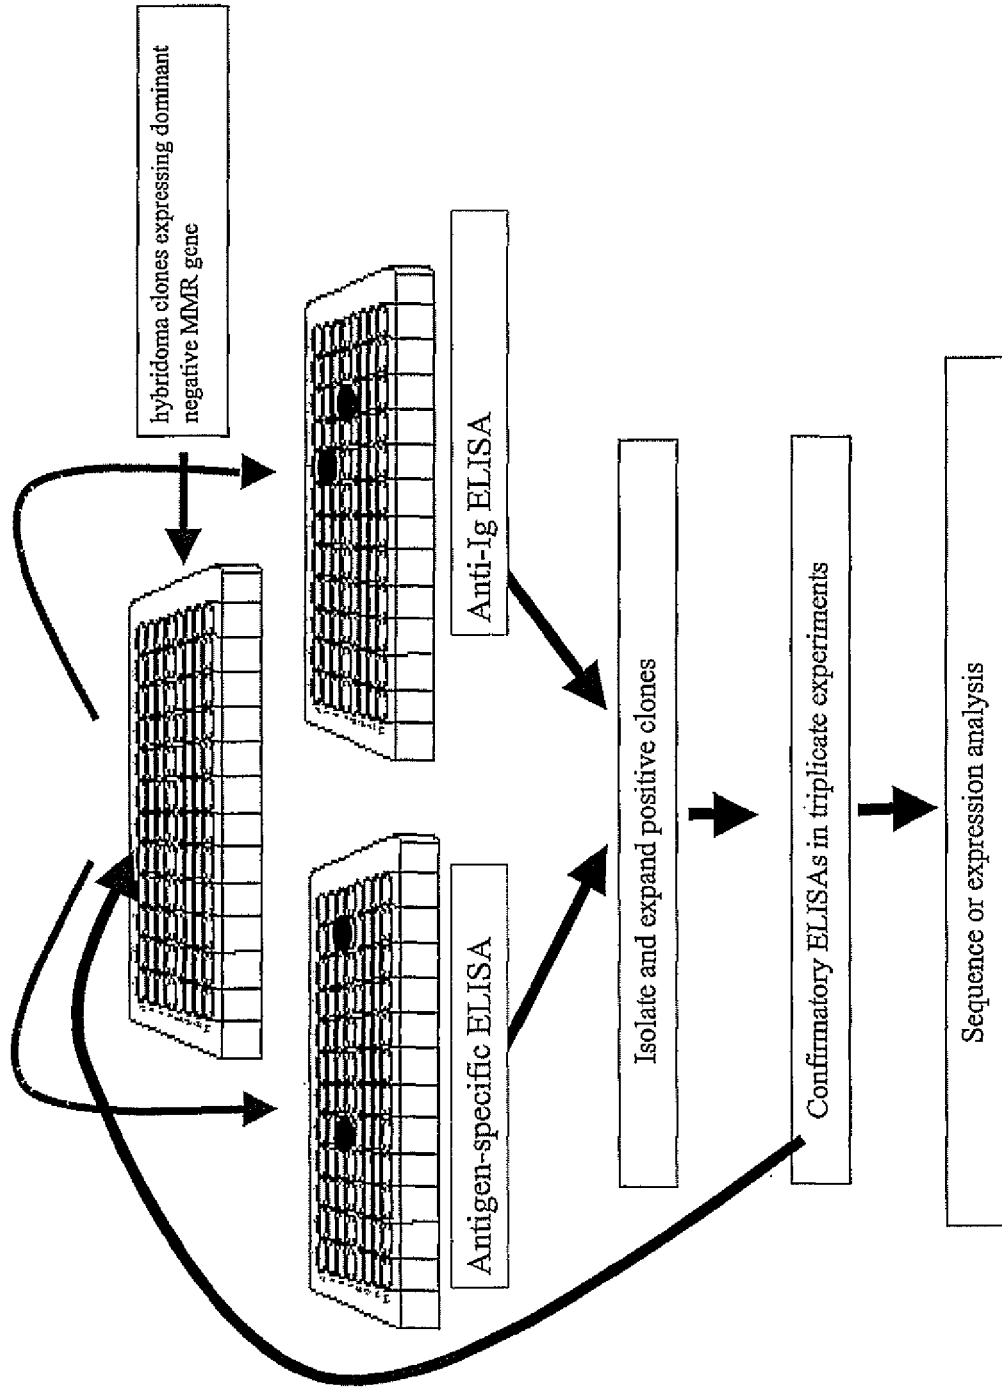 hybridoma clones expressing dominant
negative MMR gene
Antigen-specific ELISA
Anti-Ig ELISA
Isolate and expand positive clones
Confirmatory ELISAs in triplicate experiments
Sequence or expression analysis